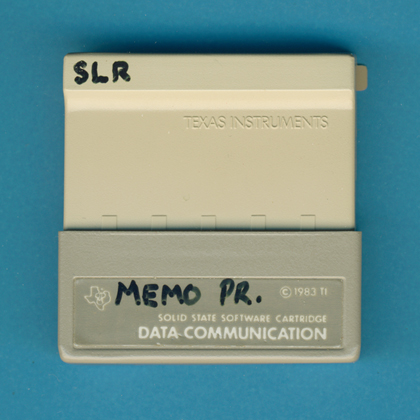 SLR
TEXAS INSTRUMENTS
MEMO PR. © 1983 TI
SOLID STATE SOFTWARE CARTRIDGE
DATA COMMUNICATION